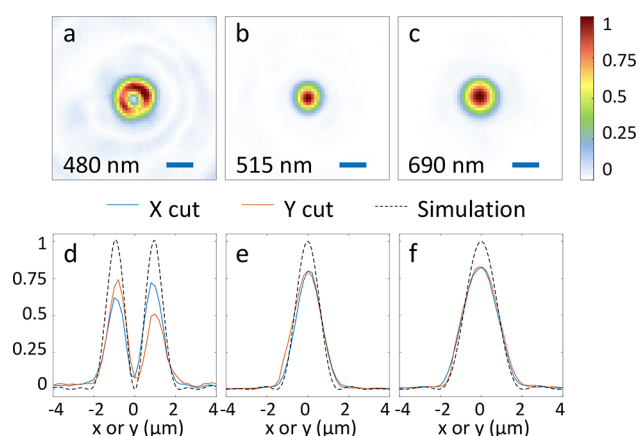 a
b
c
480 nm
515 nm
690 nm
1
0.75
0.5
0.25
0
X cut
Y cut
Simulation
d
e
f
1
0.75
0.5
0.25
0
-4 -2 0 2 4
-4 -2 0 2 4
-4 -2 0 2 4
x or y (μm)
x or y (μm)
x or y (μm)